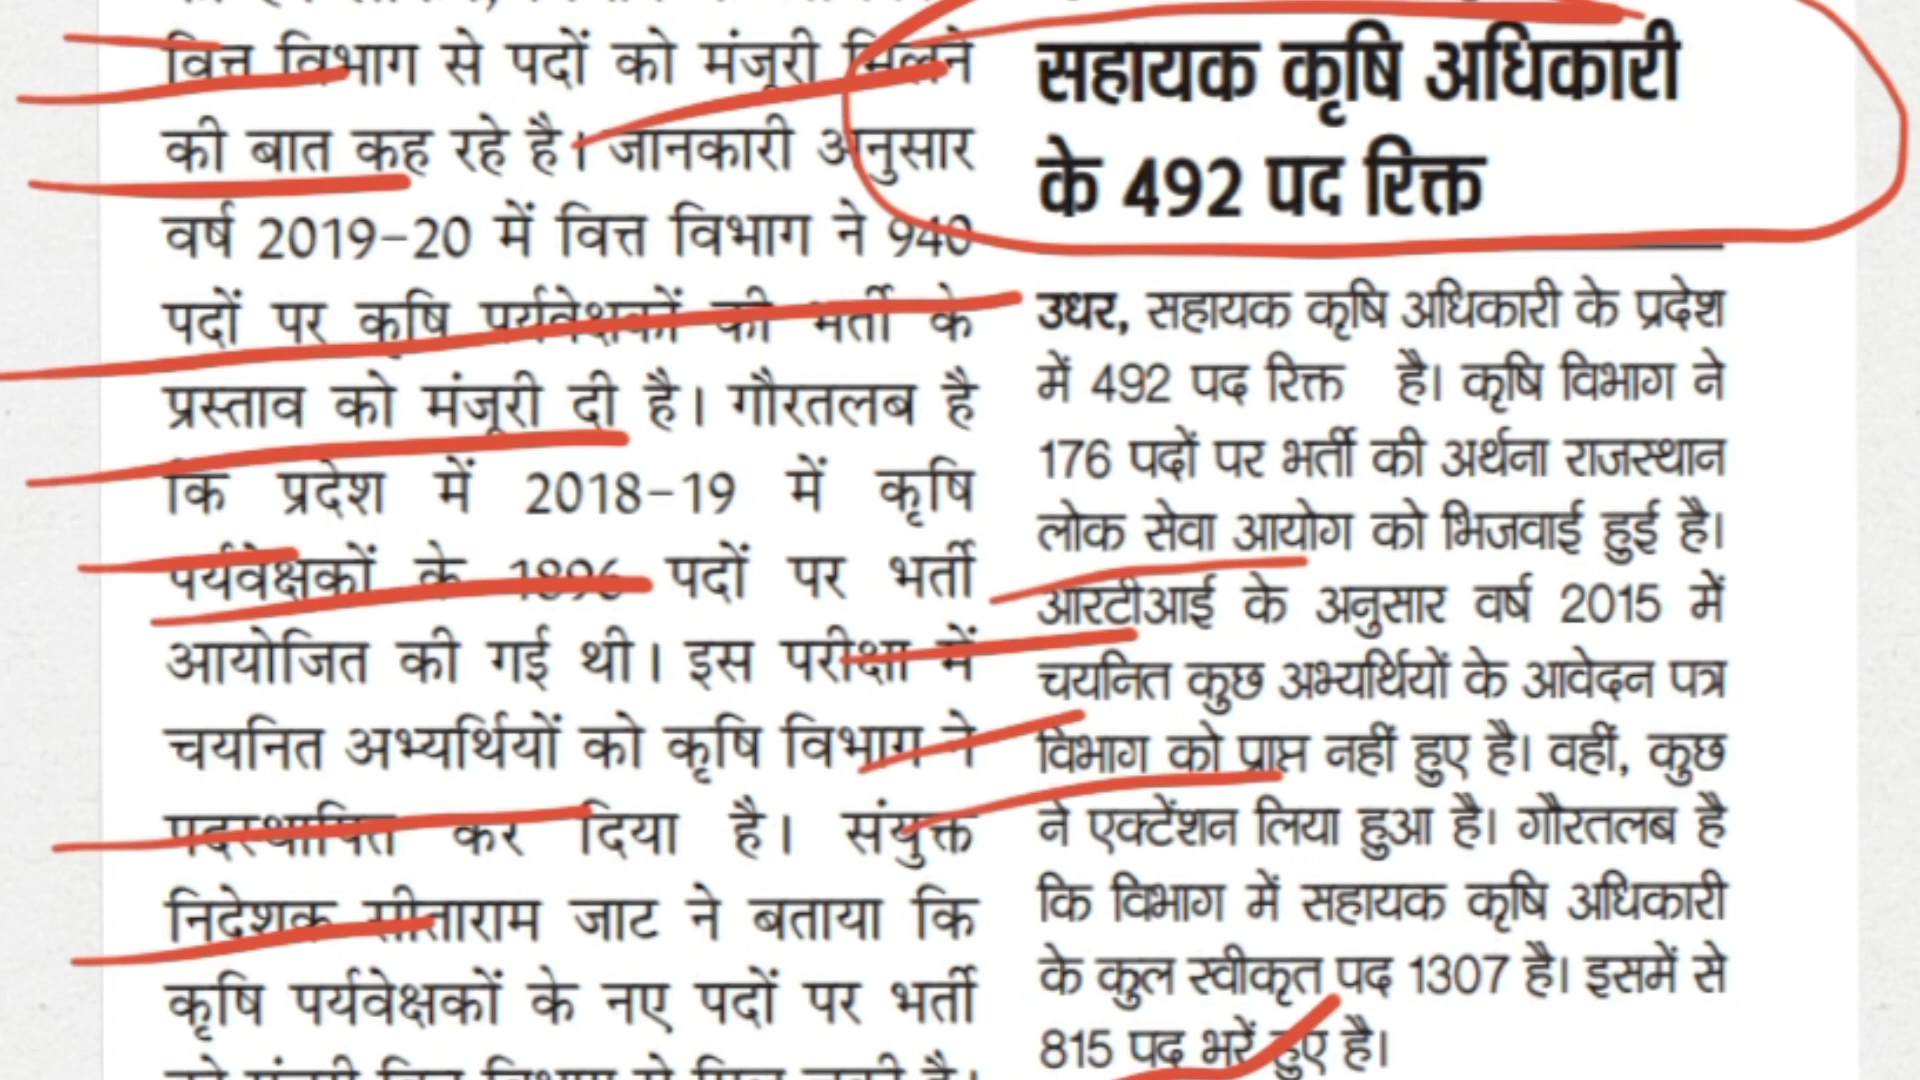 वित्त विभाग से पदों को मंजूरी मिलने
की बात कह रहे है। जानकारी अनुसार
वर्ष 2019-20 में वित्त विभाग ने 940
पदों पर कृषि पर्यवेक्षकों की भर्ती के
प्रस्ताव को मंजूरी दी है। गौरतलब है
कि प्रदेश में 2018-19 में कृषि
पर्यवेक्षकों के 1896 पदों पर भर्ती
आयोजित की गई थी। इस परीक्षा में
चयनित अभ्यर्थियों को कृषि विभाग ने
पदस्थापित कर दिया है। संयुक्त
निदेशक सीताराम जाट ने बताया कि
कृषि पर्यवेक्षकों के नए पदों पर भर्ती
सहायक कृषि अधिकारी
के 492 पद रिक्त
उधर, सहायक कृषि अधिकारी के प्रदेश
में 492 पद रिक्त है। कृषि विभाग ने
176 पदों पर भर्ती की अर्थना राजस्थान
लोक सेवा आयोग को भिजवाई हुई है।
आरटीआई के अनुसार वर्ष 2015 में
चयनित कुछ अभ्यर्थियों के आवेदन पत्र
विभाग को प्राप्त नहीं हुए है। वहीं, कुछ
ने एक्टेंशन लिया हुआ है। गौरतलब है
कि विभाग में सहायक कृषि अधिकारी
के कुल स्वीकृत पद 1307 है। इसमें से
815 पद भरें हुए है।